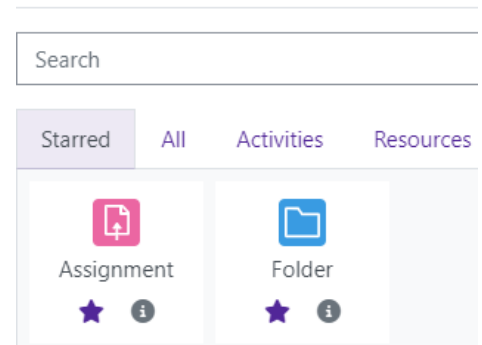 Search
Starred All Activities Resources
Assignment Folder